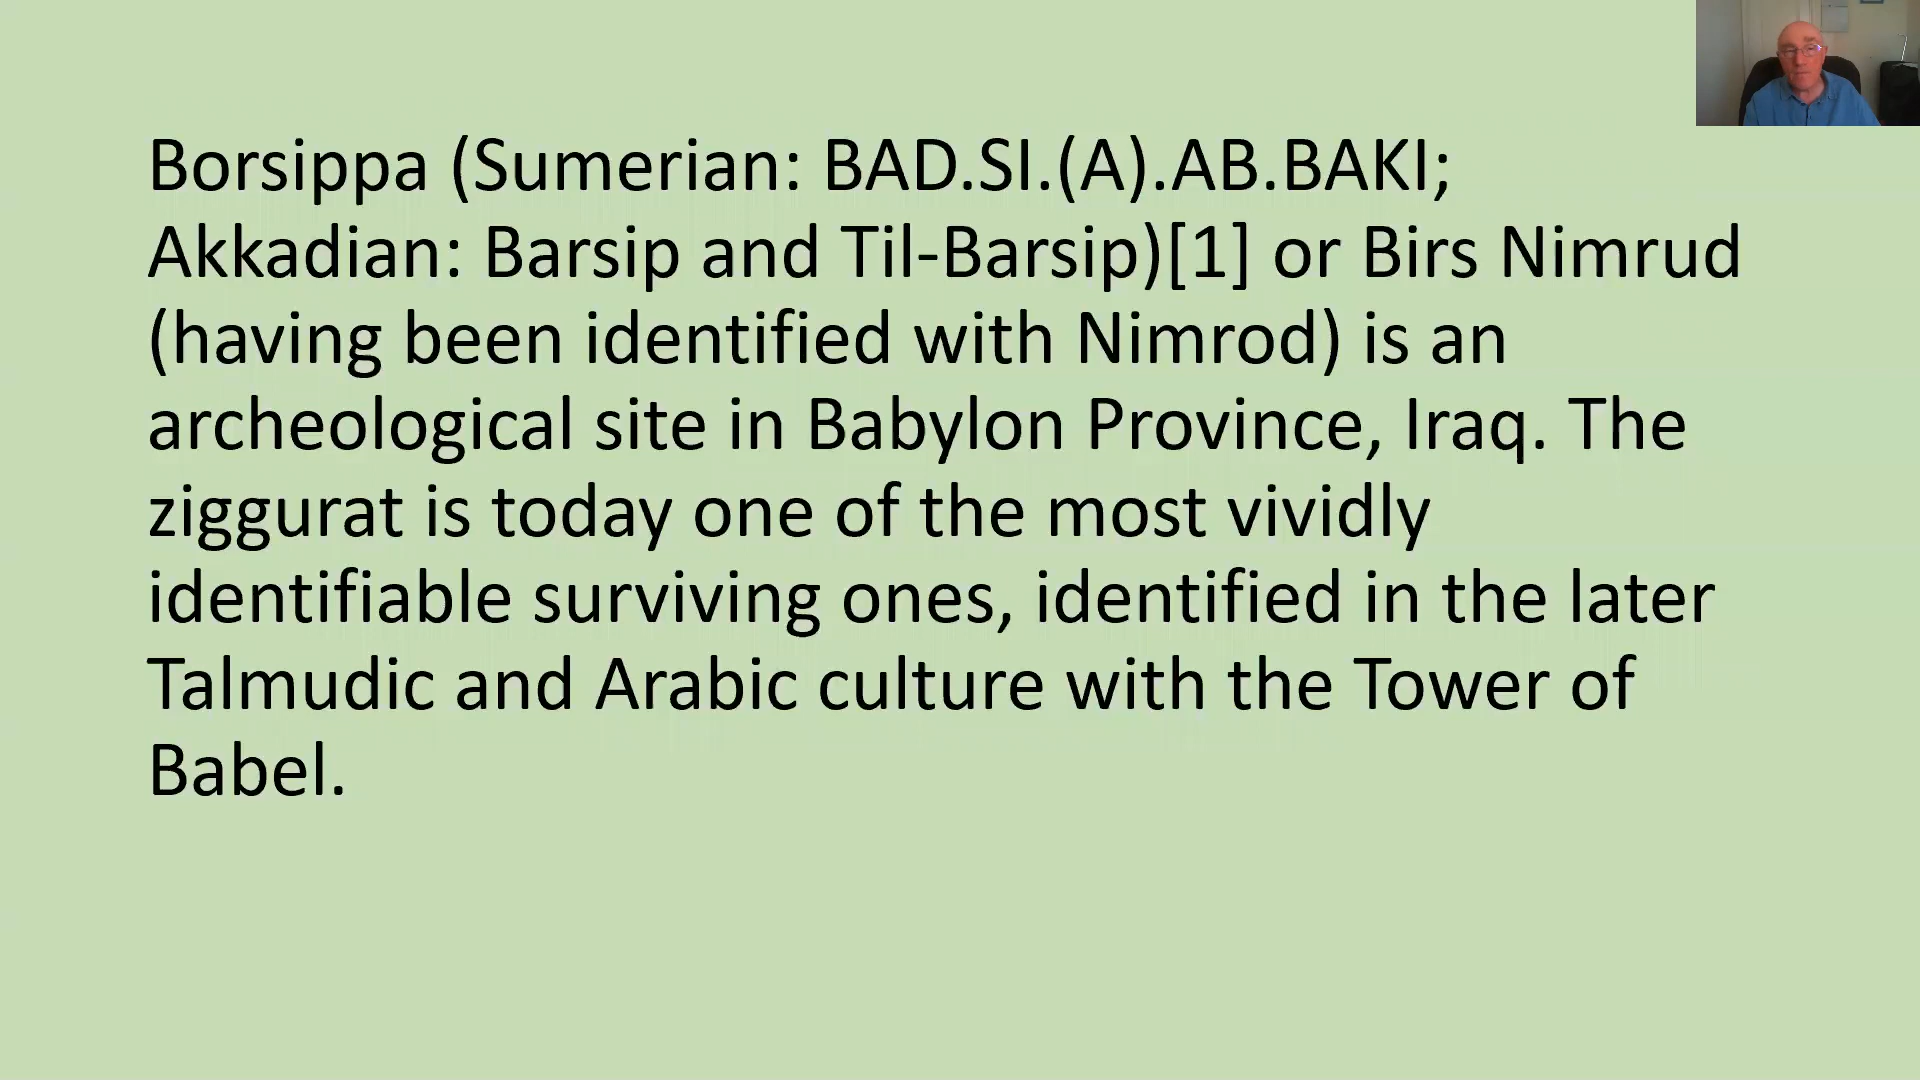 Borsippa (Sumerian: BAD.SI.(A).AB.BAKI;
Akkadian: Barsip and Til-Barsip)[1] or Birs Nimrud
(having been identified with Nimrod) is an
archeological site in Babylon Province, Iraq. The
ziggurat is today one of the most vividly
identifiable surviving ones, identified in the later
Talmudic and Arabic culture with the Tower of
Babel.